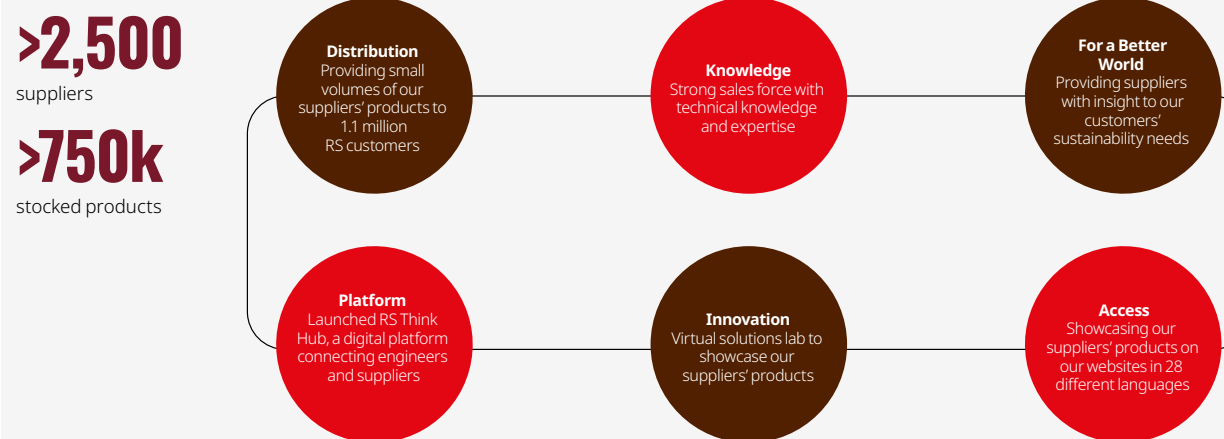 >2,500
suppliers
>750k
stocked products
Distribution
Providing small
volumes of our
suppliers’ products to
1.1 million
RS customers
Knowledge
Strong sales force with
technical knowledge
and expertise
For a Better
World
Providing suppliers
with insight to our
customers’
sustainability needs
Platform
Launched RS Think
Hub, a digital platform
connecting engineers
and suppliers
Innovation
Virtual solutions lab to
showcase our
suppliers’ products
Access
Showcasing our
suppliers’ products on
our websites in 28
different languages